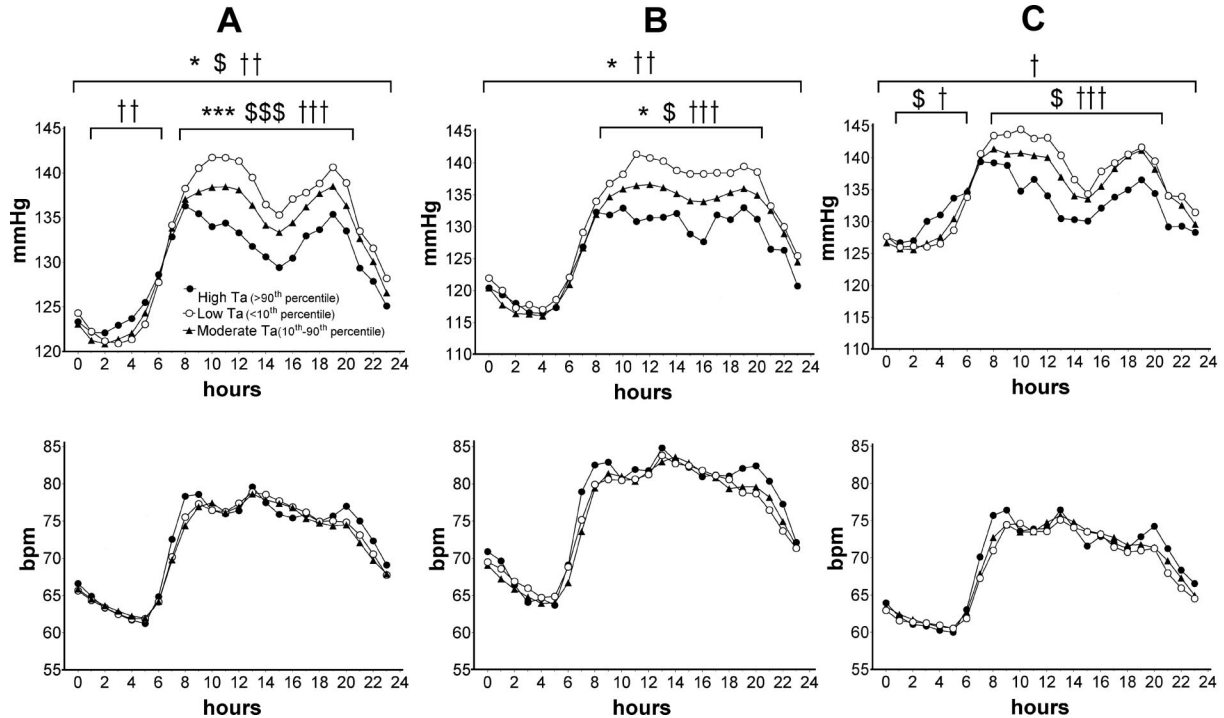 A
B
C
* $ ††
* ††
†
††
*** $$$ †††
* $ †††
$ †
$ †††
mmHg
145
140
135
130
125
120
High Ta (>90th percentile)
Low Ta (<10th percentile)
Moderate Ta (10th-90th percentile)
0 2 4 6 8 10 12 14 16 18 20 22 24
hours
mmHg
145
140
135
130
125
120
115
110
0 2 4 6 8 10 12 14 16 18 20 22 24
hours
mmHg
145
140
135
130
125
120
115
110
0 2 4 6 8 10 12 14 16 18 20 22 24
hours
bpm
85
80
75
70
65
60
55
0 2 4 6 8 10 12 14 16 18 20 22 24
hours
bpm
85
80
75
70
65
60
55
0 2 4 6 8 10 12 14 16 18 20 22 24
hours
bpm
85
80
75
70
65
60
55
0 2 4 6 8 10 12 14 16 18 20 22 24
hours